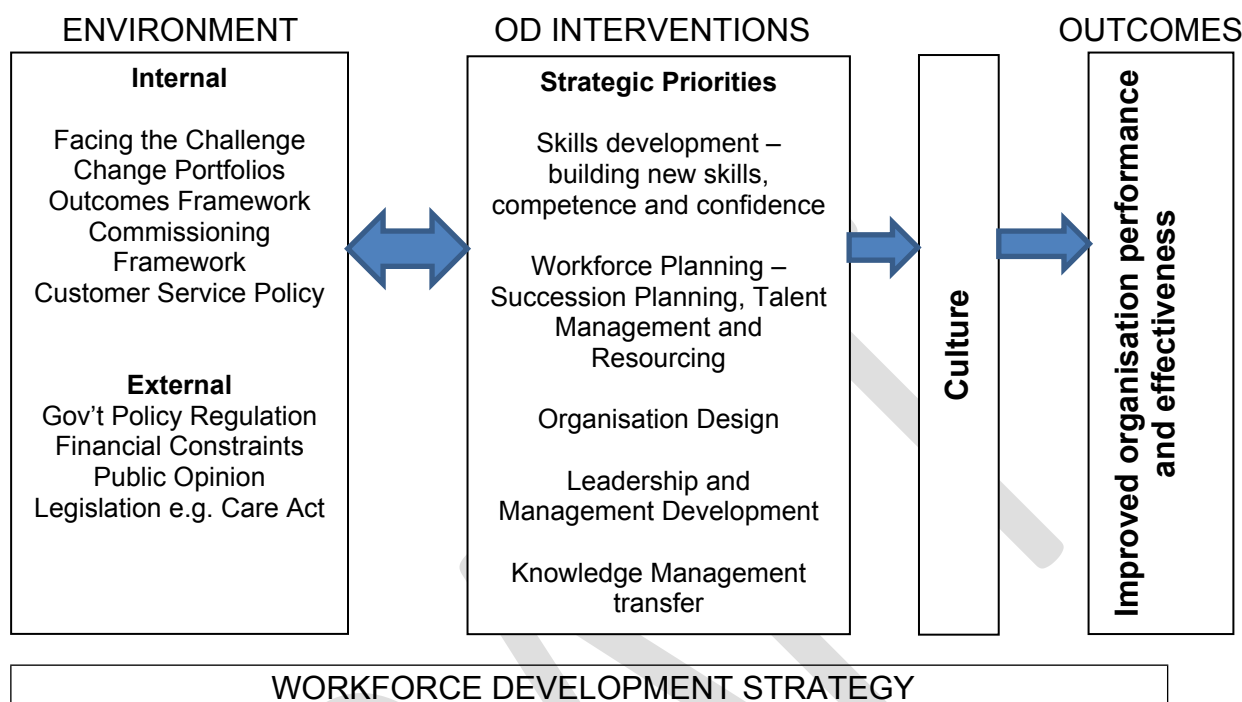 ENVIRONMENT
Internal
Facing the Challenge
Change Portfolios
Outcomes Framework
Commissioning
Framework
Customer Service Policy
External
Gov't Policy Regulation
Financial Constraints
Public Opinion
Legislation e.g. Care Act
OD INTERVENTIONS
Strategic Priorities
Skills development –
building new skills,
competence and confidence
Workforce Planning –
Succession Planning, Talent
Management and
Resourcing
Organisation Design
Leadership and
Management Development
Knowledge Management
transfer
Culture
OUTCOMES
Improved organisation performance
and effectiveness
WORKFORCE DEVELOPMENT STRATEGY